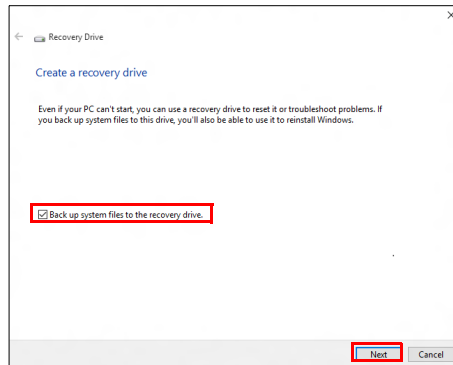 Recovery Drive
Create a recovery drive
Even if your PC can't start, you can use a recovery drive to reset it or troubleshoot problems. If
you back up system files to this drive, you'll also be able to use it to reinstall Windows.
Back up system files to the recovery drive.
Next Cancel